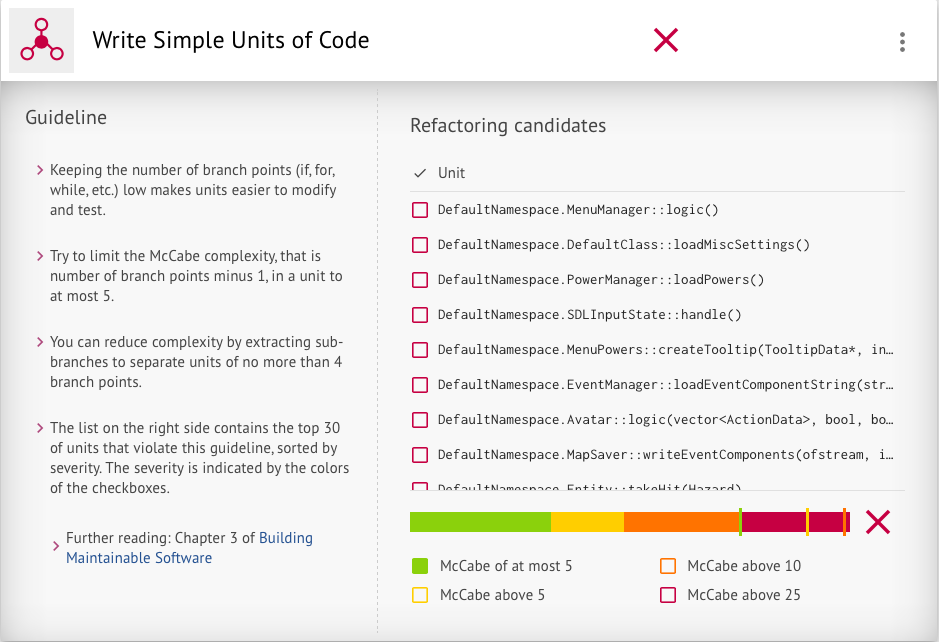 Write Simple Units of Code
Guideline
Keeping the number of branch points (if, for,
while, etc.) low makes units easier to modify
and test.
Try to limit the McCabe complexity, that is
number of branch points minus 1, in a unit to
at most 5.
You can reduce complexity by extracting sub-
branches to separate units of no more than 4
branch points.
The list on the right side contains the top 30
of units that violate this guideline, sorted by
severity. The severity is indicated by the colors
of the checkboxes.
Further reading: Chapter 3 of Building
Maintainable Software
Refactoring candidates
Unit
DefaultNamespace.MenuManager::logic()
DefaultNamespace.DefaultClass::loadMiscSettings()
DefaultNamespace.PowerManager::loadPowers()
DefaultNamespace.SDLInputState::handle()
DefaultNamespace.MenuPowers::createTooltip(TooltipData*, in…
DefaultNamespace.EventManager::loadEventComponentString(str…
DefaultNamespace.Avatar::logic(vector<ActionData>, bool, bo…
DefaultNamespace.MapSaver::writeEventComponents(ofstream, i…
DefaultNamespace.Entity::takeHit(Hazard)
McCabe of at most 5
McCabe above 5
McCabe above 10
McCabe above 25